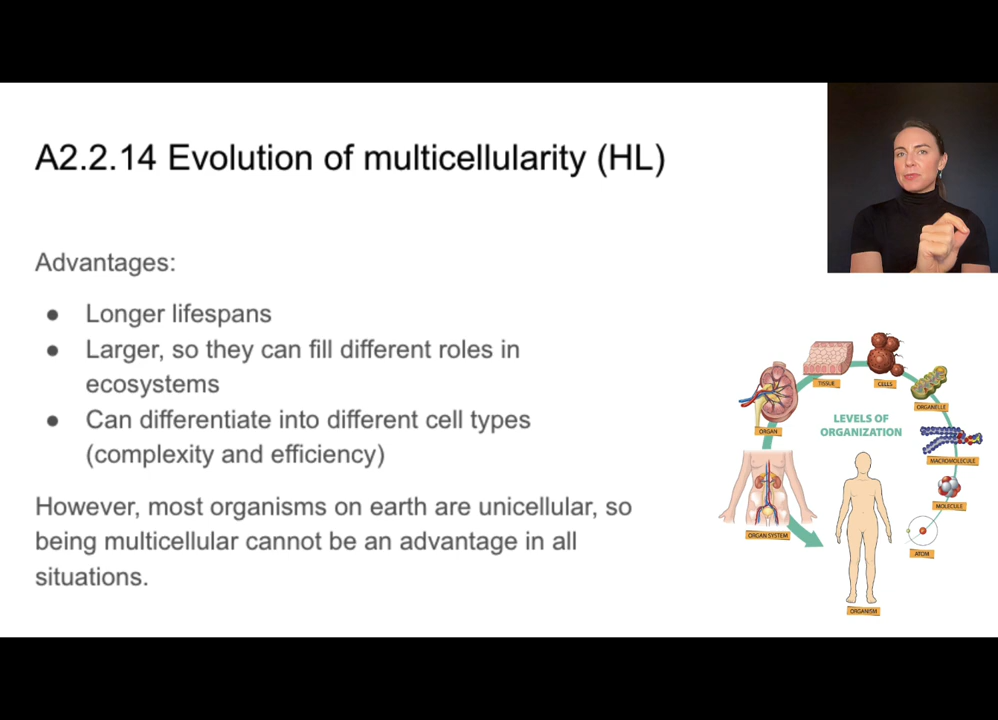 A2.2.14 Evolution of multicellularity (HL)
Advantages:
● Longer lifespans
● Larger, so they can fill different roles in
ecosystems
● Can differentiate into different cell types
(complexity and efficiency)
However, most organisms on earth are unicellular, so
being multicellular cannot be an advantage in all
situations.
TISSUE
CELLS
ORGANELLE
ORGAN
LEVELS OF
ORGANIZATION
MACROMOLECULE
MOLECULE
ORGAN SYSTEM
ATOM
ORGANISM